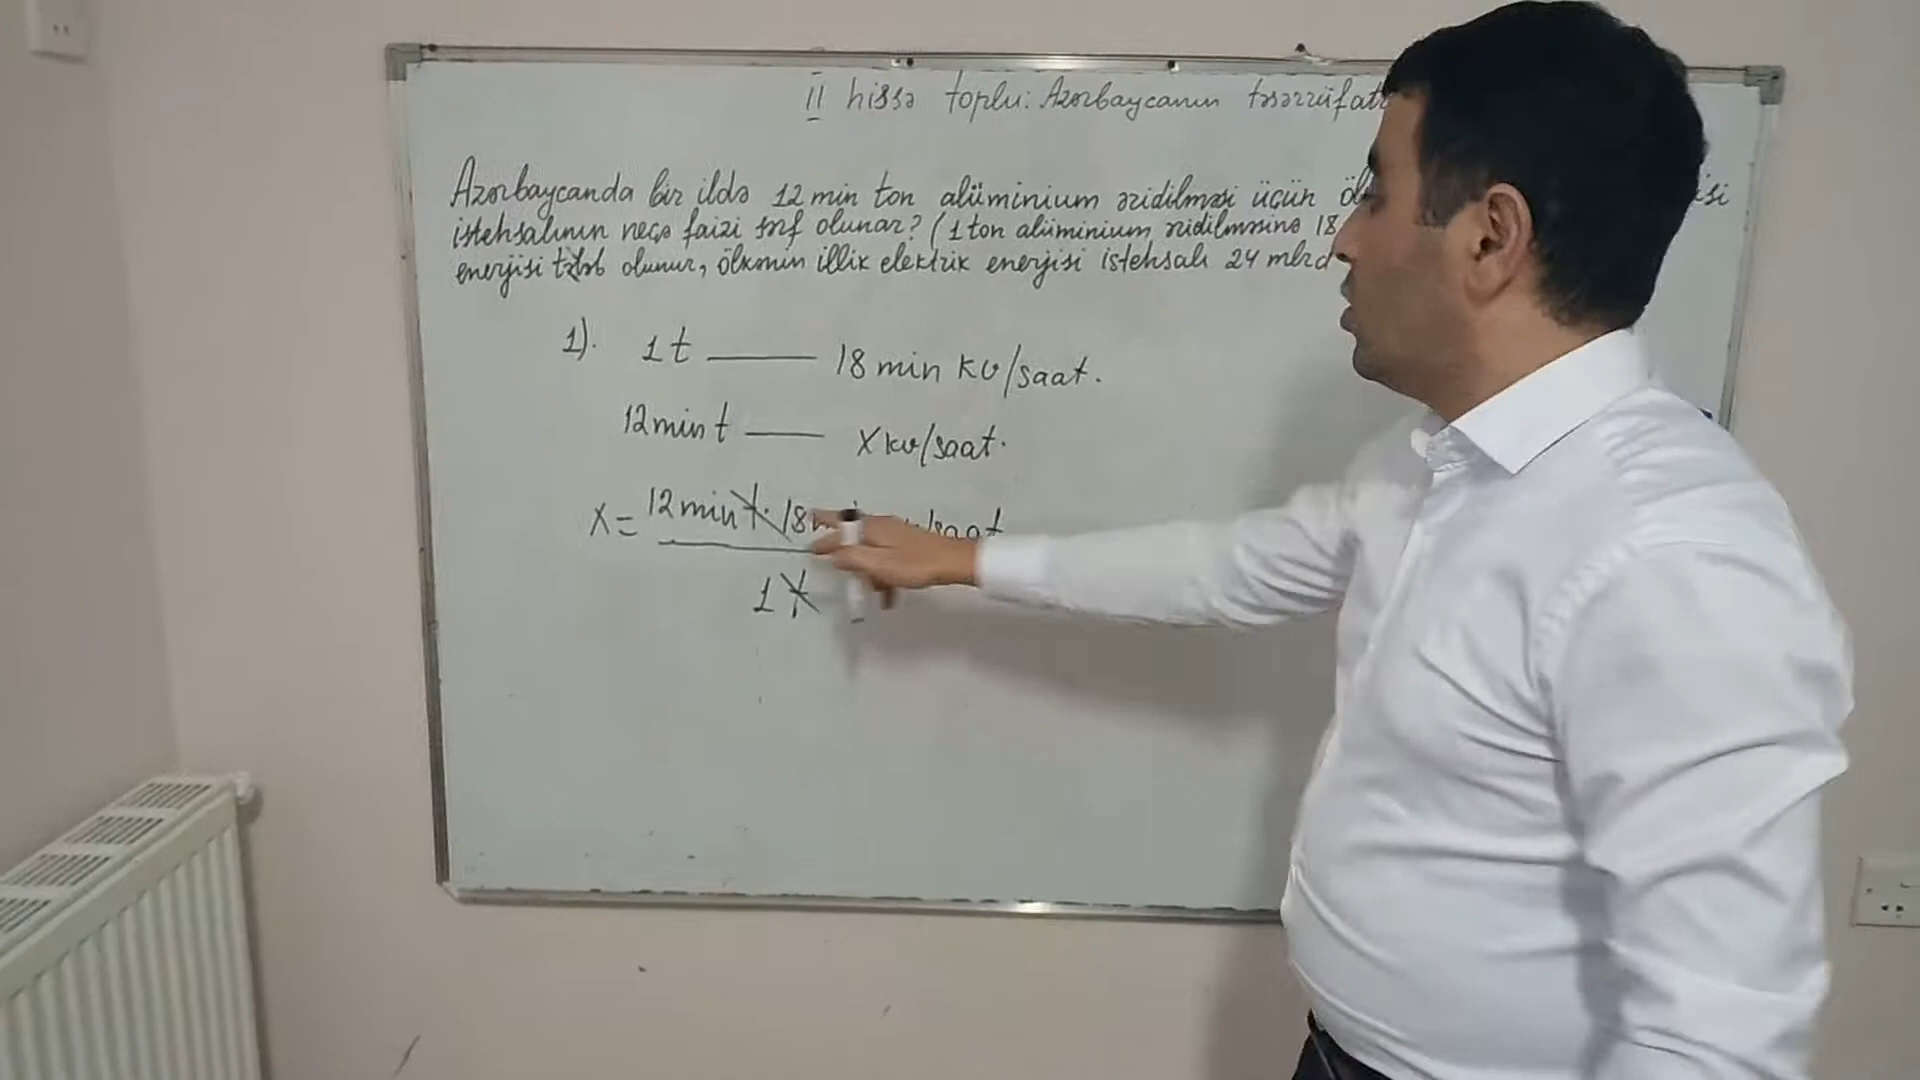 II hissə toplu: Azərbaycanın təsərrüfatı
Azərbaycanda bir ildə 12 min ton alüminium əridilməsi üçün
istehsalının neçə faizi sərf olunar? (1 ton alüminium əridilməsinə 18
enerjisi tələb olunur, ölkənin illik elektrik enerjisi istehsalı 24 mlrd
1). 1t — 18 min kv/saat.
12 min t — x kv/saat.
x = 12 min t · 18 /saat
1 t